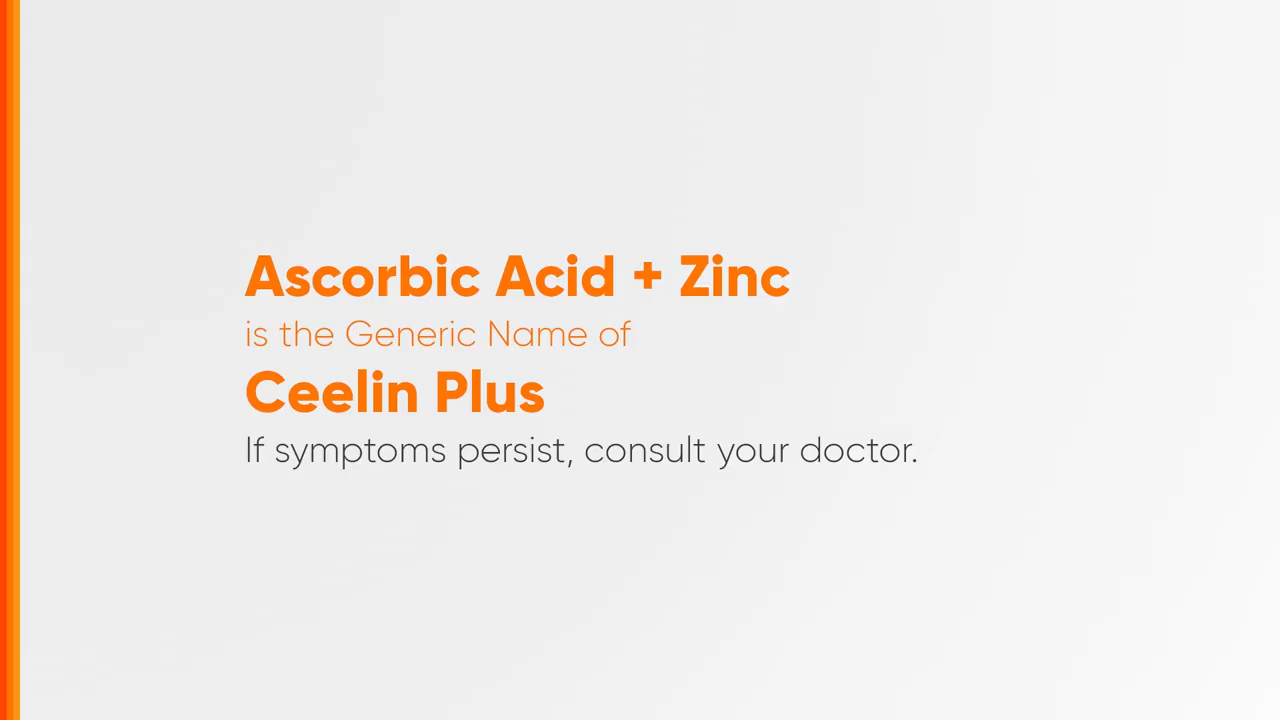 Ascorbic Acid + Zinc
is the Generic Name of
Ceelin Plus
If symptoms persist, consult your doctor.